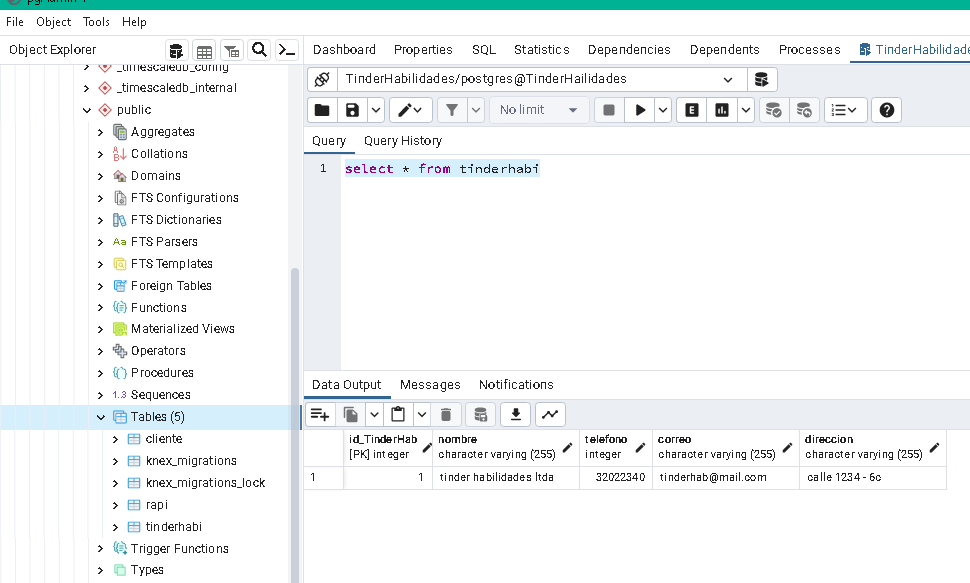 File Object Tools Help
Object Explorer
Dashboard Properties SQL Statistics Dependencies Dependents Processes
TinderHabilidades/postgres@TinderHailidades
No limit
Query Query History
1 select * from tinderhabi
_timescaledb_config
_timescaledb_internal
public
Aggregates
Collations
Domains
FTS Configurations
FTS Dictionaries
Aa FTS Parsers
FTS Templates
Foreign Tables
Functions
Materialized Views
Operators
Procedures
1.3 Sequences
Tables (5)
cliente
knex_migrations
knex_migrations_lock
rapi
tinderhabi
Trigger Functions
Types
Data Output Messages Notifications
id_TinderHab nombre telefono correo direccion
[PK] integer character varying (255) integer character varying (255) character varying (255)
1 1 tinder habilidades ltda 32022340 tinderhab@mail.com calle 1234 - 6c